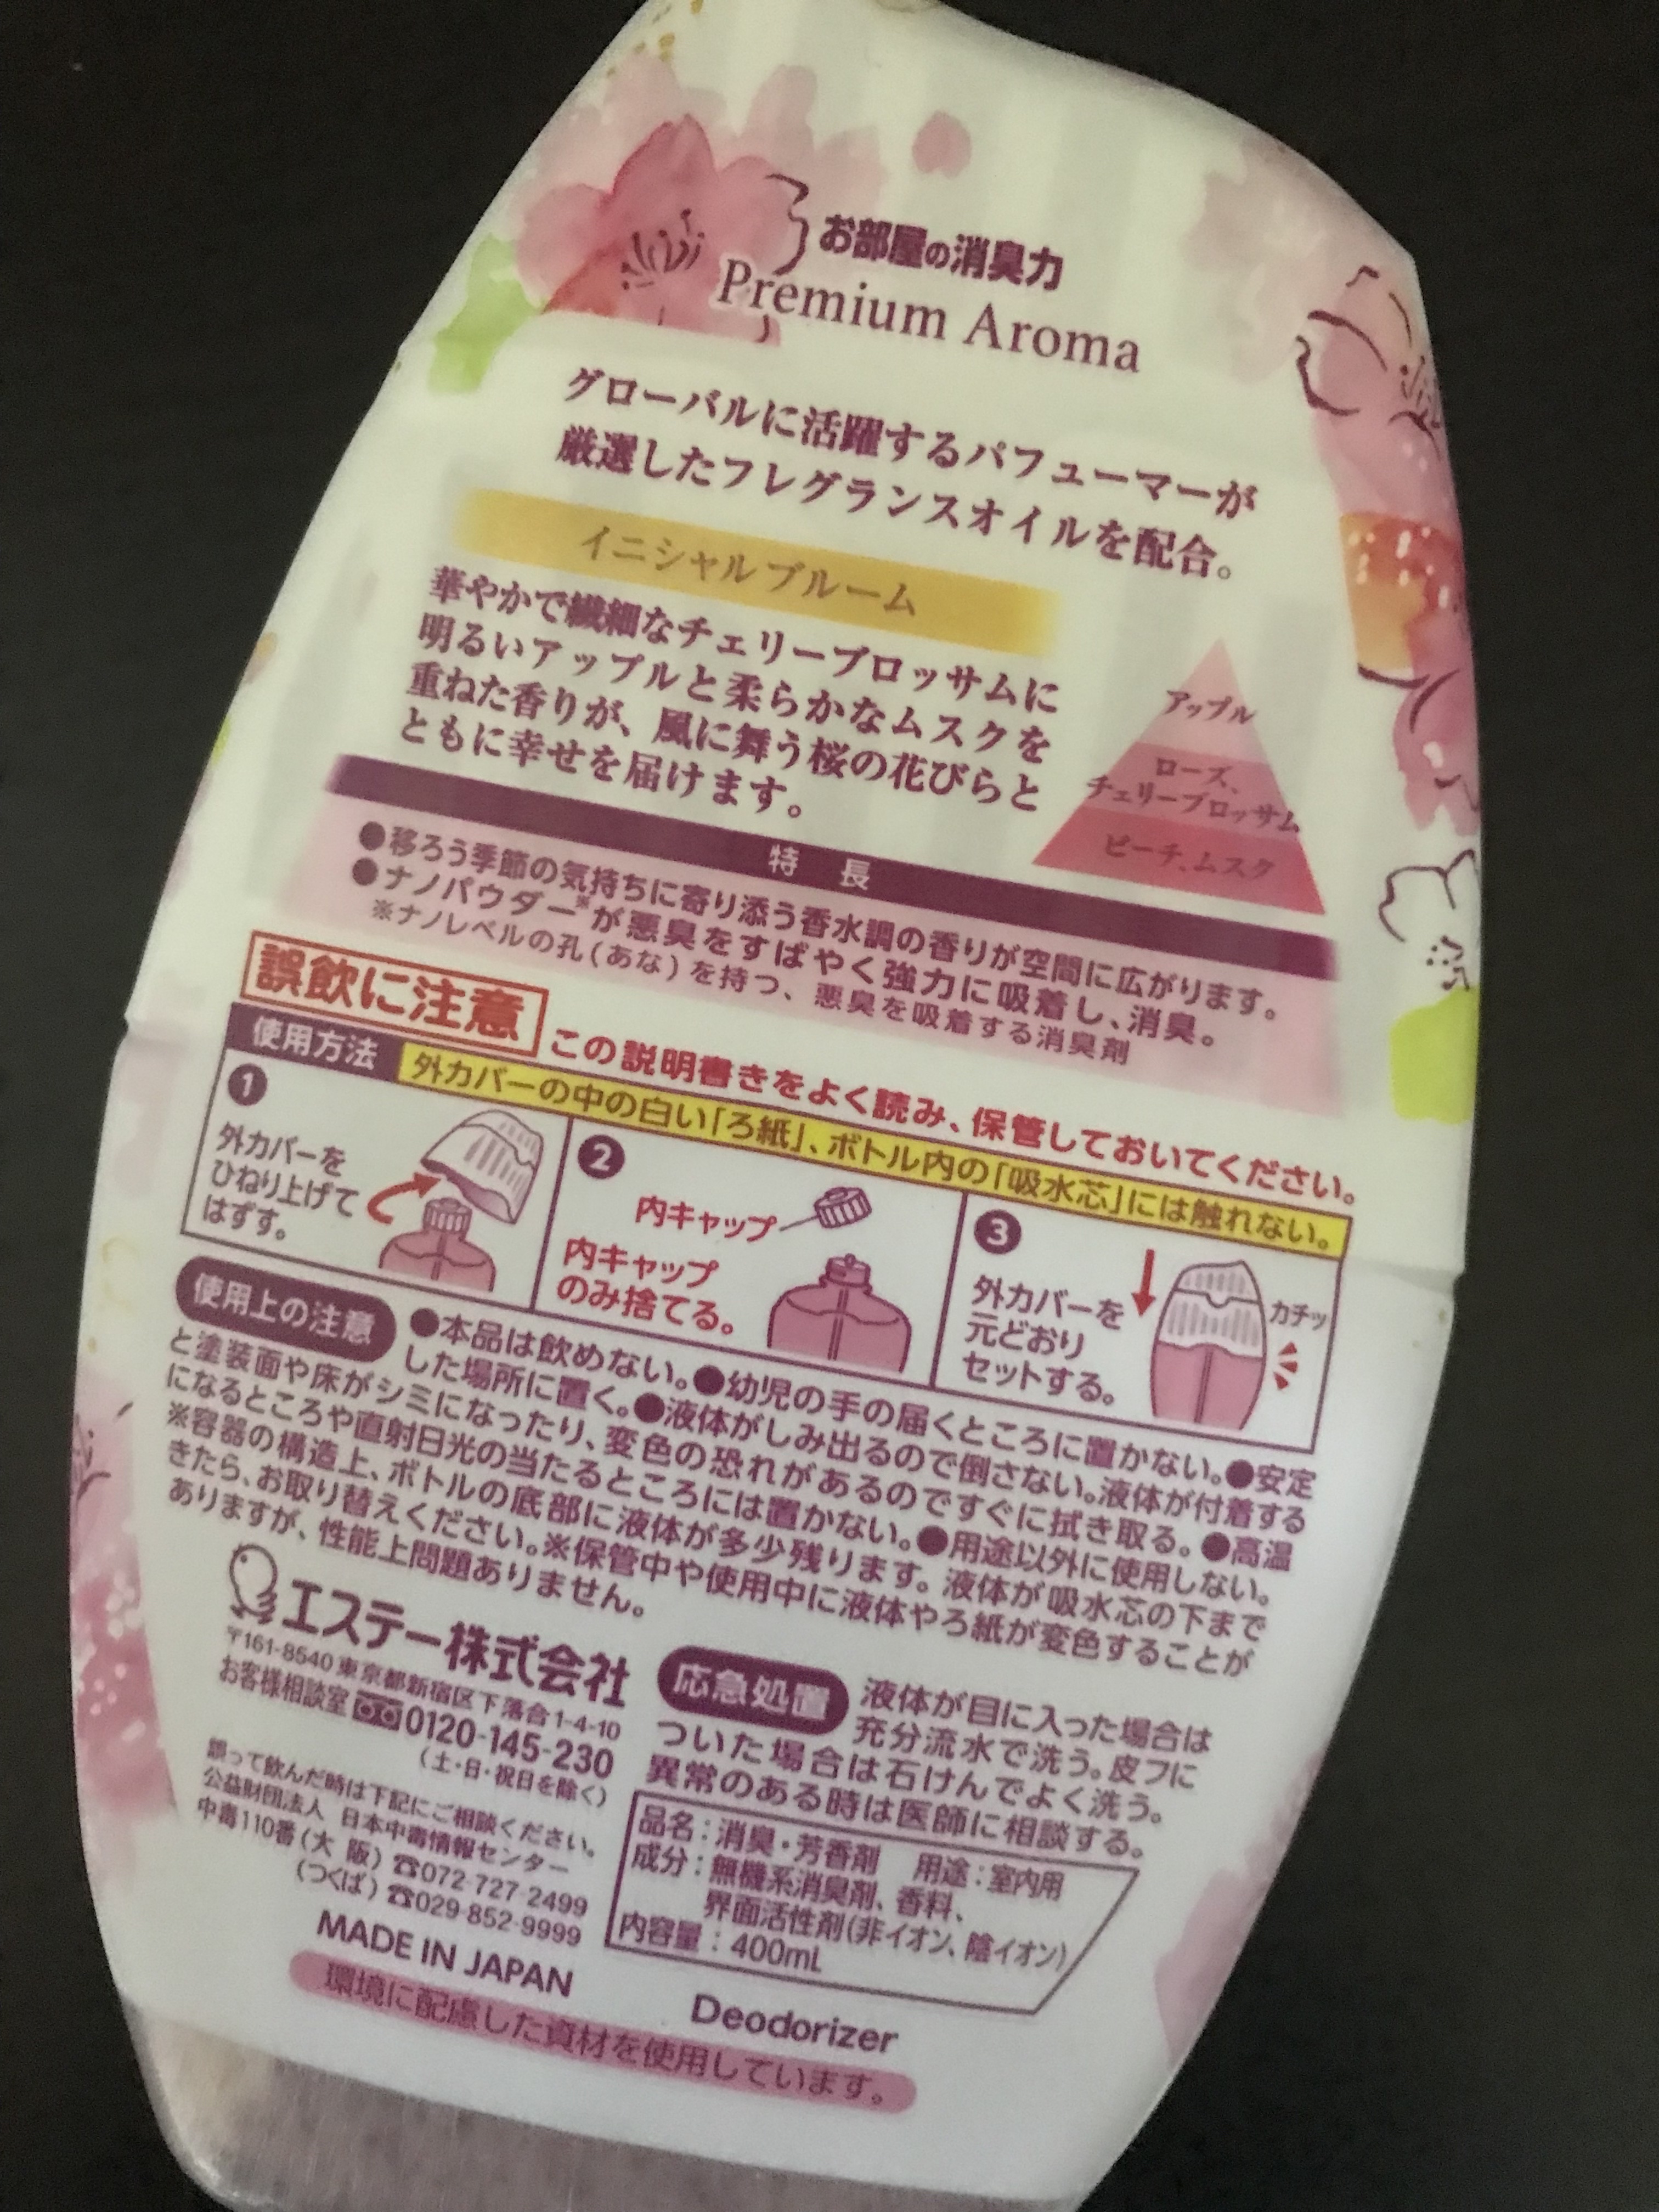 お部屋の消臭力
Premium Aroma
グローバルに活躍するパフューマーが
厳選したフレグランスオイルを配合。
イニシャルブルーム
華やかで繊細なチェリーブロッサムに
明るいアップルと柔らかなムスクを
重ねた香りが、風に舞う桜の花びらと
ともに幸せを届けます。
アップル
ローズ、
チェリーブロッサム
ピーチ、ムスク
特長
●移ろう季節の気持ちに寄り添う香水調の香りが空間に広がります。
●ナノパウダー※が悪臭をすばやく強力に吸着し、消臭。
※ナノレベルの孔(あな)を持つ、悪臭を吸着する消臭剤
誤飲に注意 この説明書きをよく読み、保管しておいてください。
使用方法 外カバーの中の白い「ろ紙」、ボトル内の「吸水芯」には触れない。
1
外カバーを
ひねり上げて
はずす。
2
内キャップ
内キャップ
のみ捨てる。
3
外カバーを
元どおり
セットする。
カチッ
使用上の注意 ●本品は飲めない。●幼児の手の届くところに置かない。●安定
した場所に置く。●液体がしみ出るので倒さない。液体が付着する
と塗装面や床がシミになったり、変色の恐れがあるのですぐに拭き取る。●高温
になるところや直射日光の当たるところには置かない。●用途以外に使用しない。
※容器の構造上、ボトルの底部に液体が多少残ります。液体が吸水芯の下まで
きたら、お取り替えください。※保管中や使用中に液体やろ紙が変色することが
ありますが、性能上問題ありません。
エステー株式会社
〒161-8540 東京都新宿区下落合1-4-10
お客様相談室 0120-145-230
(土・日・祝日を除く)
誤って飲んだ時は下記にご相談ください。
公益財団法人 日本中毒情報センター
中毒110番(大 阪)☎072-727-2499
(つくば)☎029-852-9999
MADE IN JAPAN
応急処置 液体が目に入った場合は
充分流水で洗う。皮フに
ついた場合は石けんでよく洗う。
異常のある時は医師に相談する。
品名：消臭・芳香剤 用途：室内用
成分：無機系消臭剤、香料、
界面活性剤(非イオン、陰イオン)
内容量：400mL
Deodorizer
環境に配慮した資材を使用しています。